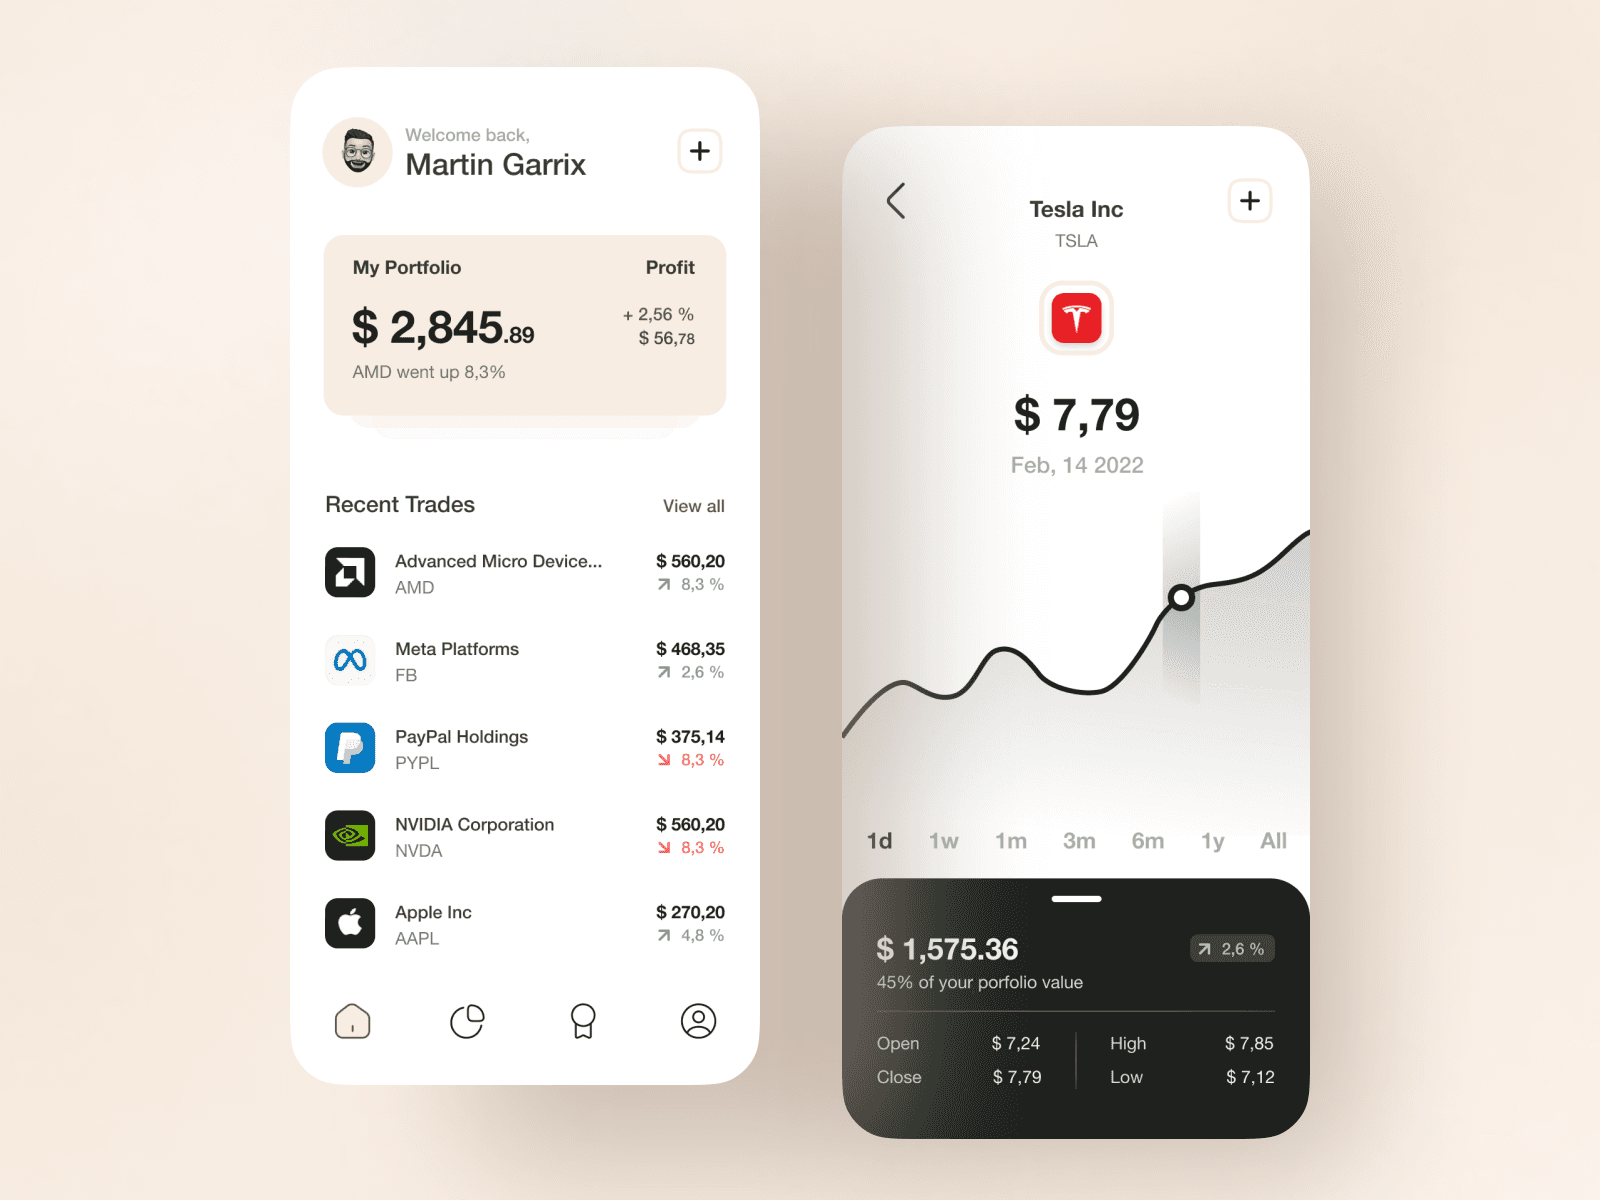 Welcome back,
Martin Garrix
My Portfolio
Profit
$ 2,845.89
+ 2,56 %
$ 56,78
AMD went up 8,3%
Recent Trades
View all
Advanced Micro Device...
$ 560,20
AMD
8,3 %
Meta Platforms
$ 468,35
FB
2,6 %
PayPal Holdings
$ 375,14
PYPL
8,3 %
NVIDIA Corporation
$ 560,20
NVDA
8,3 %
Apple Inc
$ 270,20
AAPL
4,8 %
Tesla Inc
TSLA
$ 7,79
Feb, 14 2022
1d 1w 1m 3m 6m 1y All
$ 1,575.36
2,6 %
45% of your porfolio value
Open $ 7,24
High $ 7,85
Close $ 7,79
Low $ 7,12